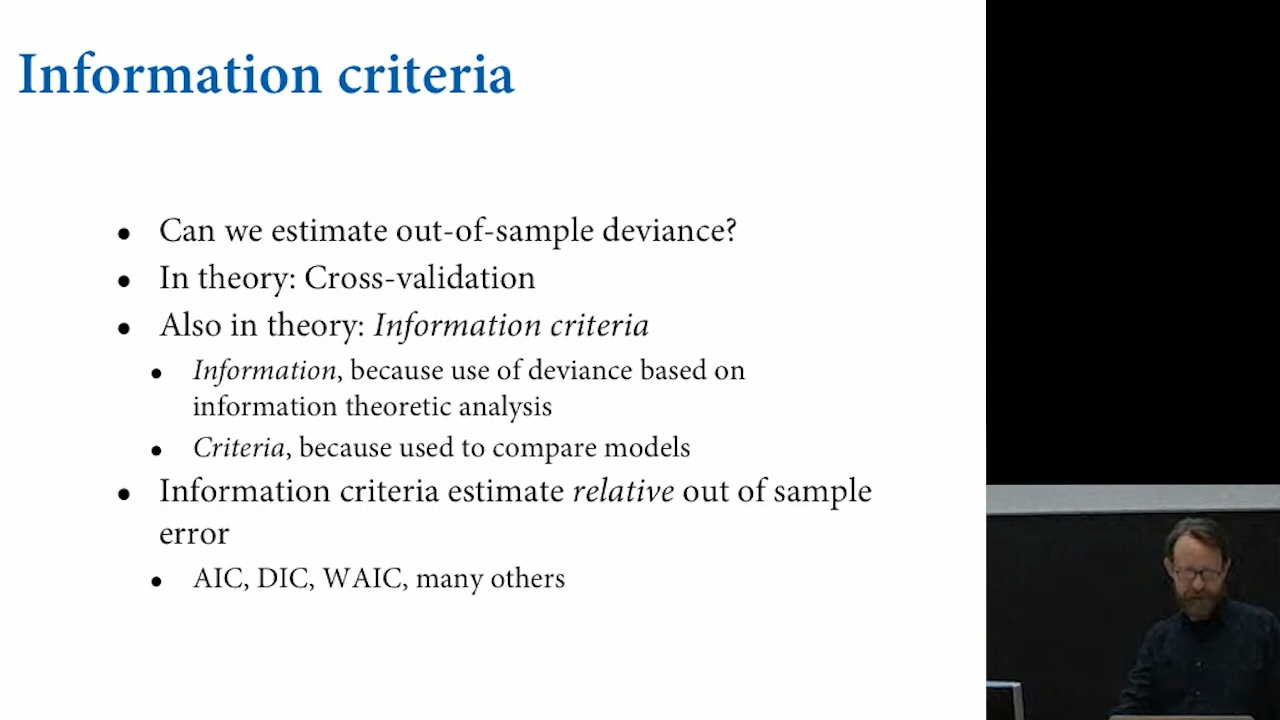 Information criteria
• Can we estimate out-of-sample deviance?
• In theory: Cross-validation
• Also in theory: Information criteria
• Information, because use of deviance based on
information theoretic analysis
• Criteria, because used to compare models
• Information criteria estimate relative out of sample
error
• AIC, DIC, WAIC, many others